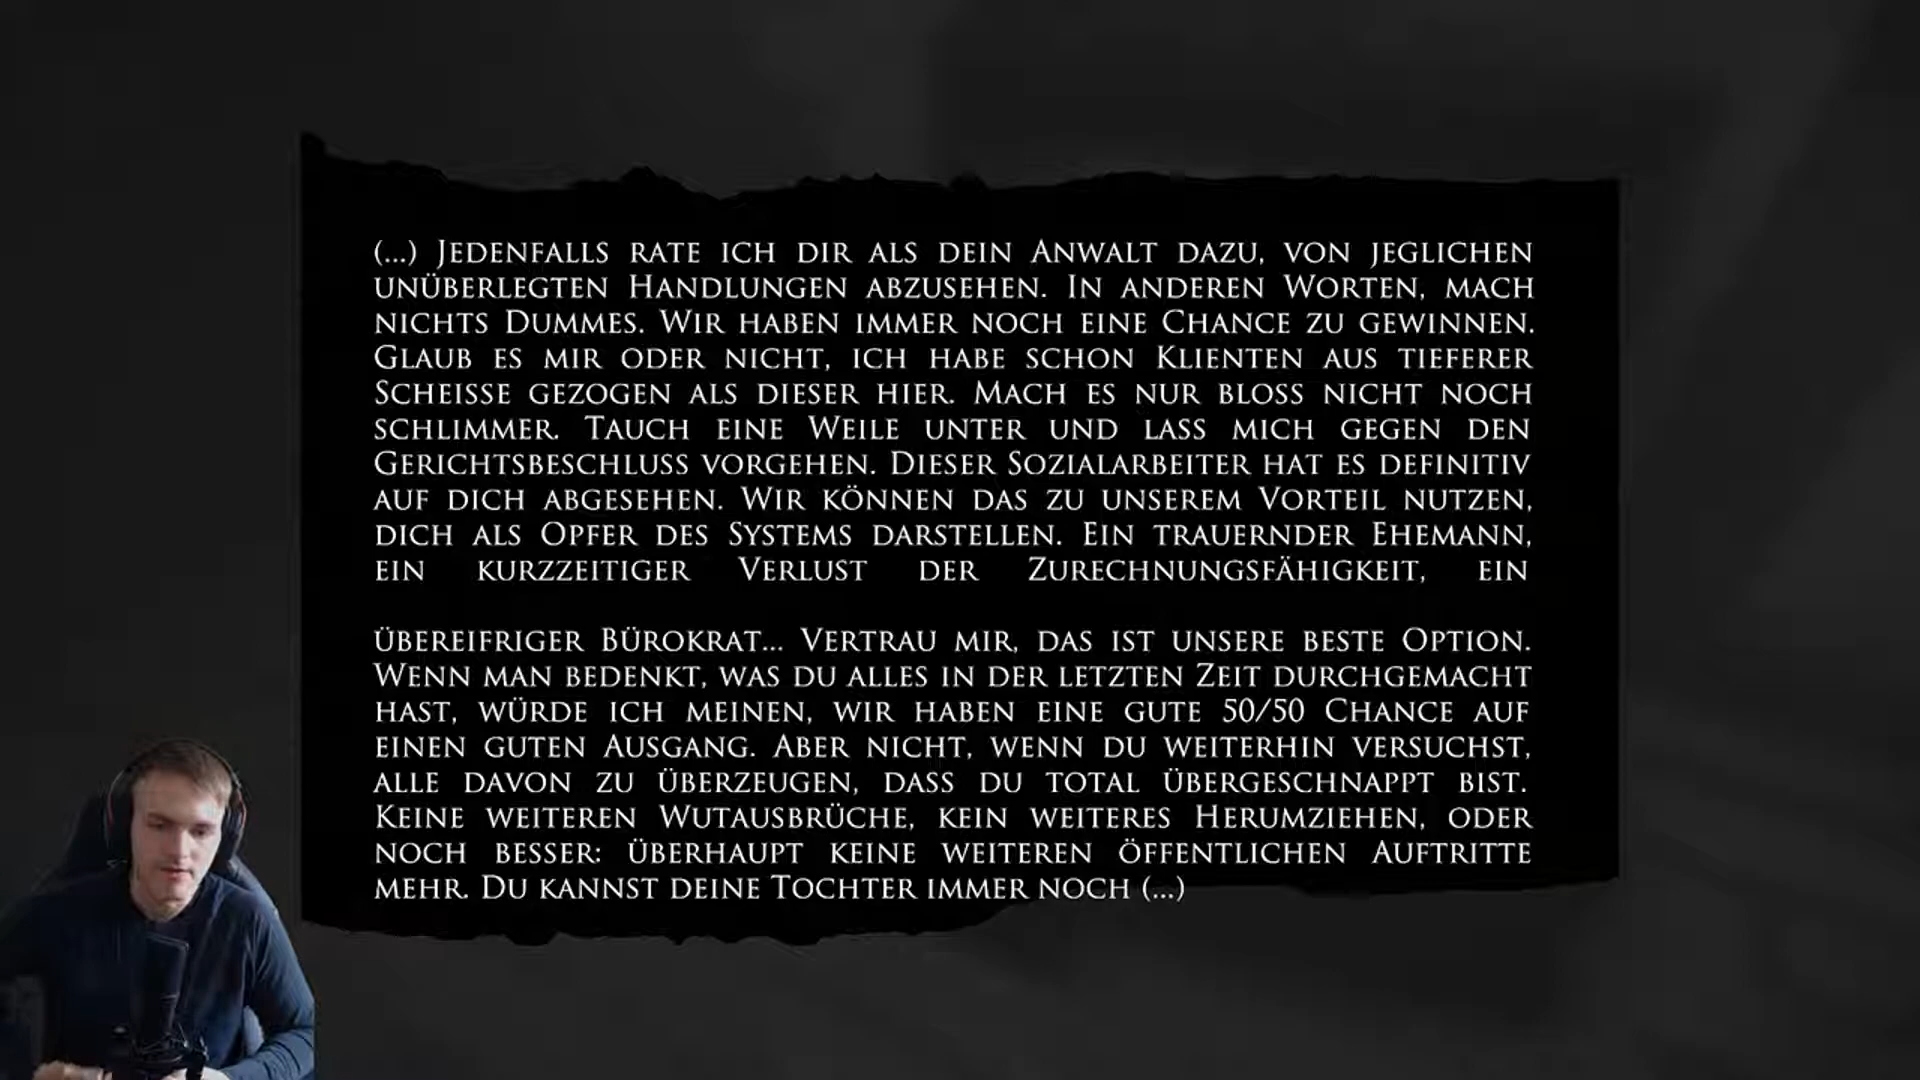 (...) Jedenfalls rate ich dir als dein Anwalt dazu, von jeglichen
unüberlegten Handlungen abzusehen. In anderen Worten, mach
nichts Dummes. Wir haben immer noch eine Chance zu gewinnen.
Glaub es mir oder nicht, ich habe schon Klienten aus tieferer
Scheisse gezogen als dieser hier. Mach es nur bloss nicht noch
schlimmer. Tauch eine Weile unter und lass mich gegen den
Gerichtsbeschluss vorgehen. Dieser Sozialarbeiter hat es definitiv
auf dich abgesehen. Wir können das zu unserem Vorteil nutzen,
dich als Opfer des Systems darstellen. Ein trauernder Ehemann,
ein kurzzeitiger Verlust der Zurechnungsfähigkeit, ein
übereifriger Bürokrat... Vertrau mir, das ist unsere beste Option.
Wenn man bedenkt, was du alles in der letzten Zeit durchgemacht
hast, würde ich meinen, wir haben eine gute 50/50 Chance auf
einen guten Ausgang. Aber nicht, wenn du weiterhin versuchst,
alle davon zu überzeugen, dass du total übergeschnappt bist.
Keine weiteren Wutausbrüche, kein weiteres Herumziehen, oder
noch besser: überhaupt keine weiteren öffentlichen Auftritte
mehr. Du kannst deine Tochter immer noch (...)